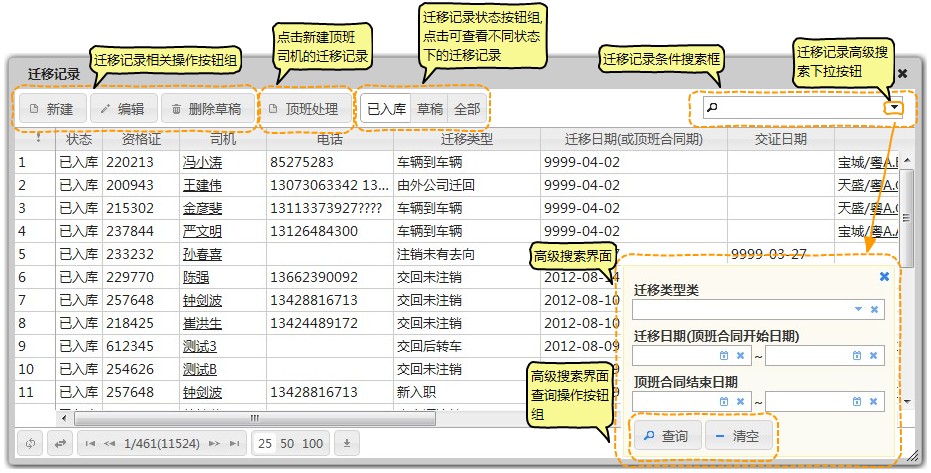 迁移记录状态按钮组,
点击可查看不同状态
下的迁移记录
点击新建顶班
司机的迁移记录
迁移记录相关操作按钮组
迁移记录条件搜索框
迁移记录高级搜
索下拉按钮
迁移记录
新建 编辑 删除草稿 顶班处理 已入库 草稿 全部
! 状态 资格证 司机 电话 迁移类型 迁移日期(或顶班合同期) 交证日期
1 已入库 220213 冯小涛 85275283 车辆到车辆 9999-04-02 宝城/粤A.
2 已入库 200943 王建伟 13073063342 13... 由外公司迁回 9999-04-02 天盛/粤A.
3 已入库 215302 金彦斐 13113373927???? 车辆到车辆 9999-04-02 天盛/粤A.
4 已入库 237844 严文明 13126484300 车辆到车辆 9999-04-02 宝城/粤A.
5 已入库 233232 孙春喜 注销未有去向 9999-03-27
6 已入库 229770 陈强 13662390092 交回未注销 2012-08-
7 已入库 257648 钟剑波 13428816713 交回未注销 2012-08-10
8 已入库 218425 崔洪生 13424489172 交回未注销 2012-08-10
9 已入库 612345 测试3 交回后转车 2012-08-09
10 已入库 254626 测试B 交回未注销
11 已入库 257648 钟剑波 13428816713 新入职
高级搜索界面
迁移类型类
迁移日期(顶班合同开始日期)
~
顶班合同结束日期
~
查询 清空
高级搜索界面
查询操作按钮
组
1/461(11524) 25 50 100